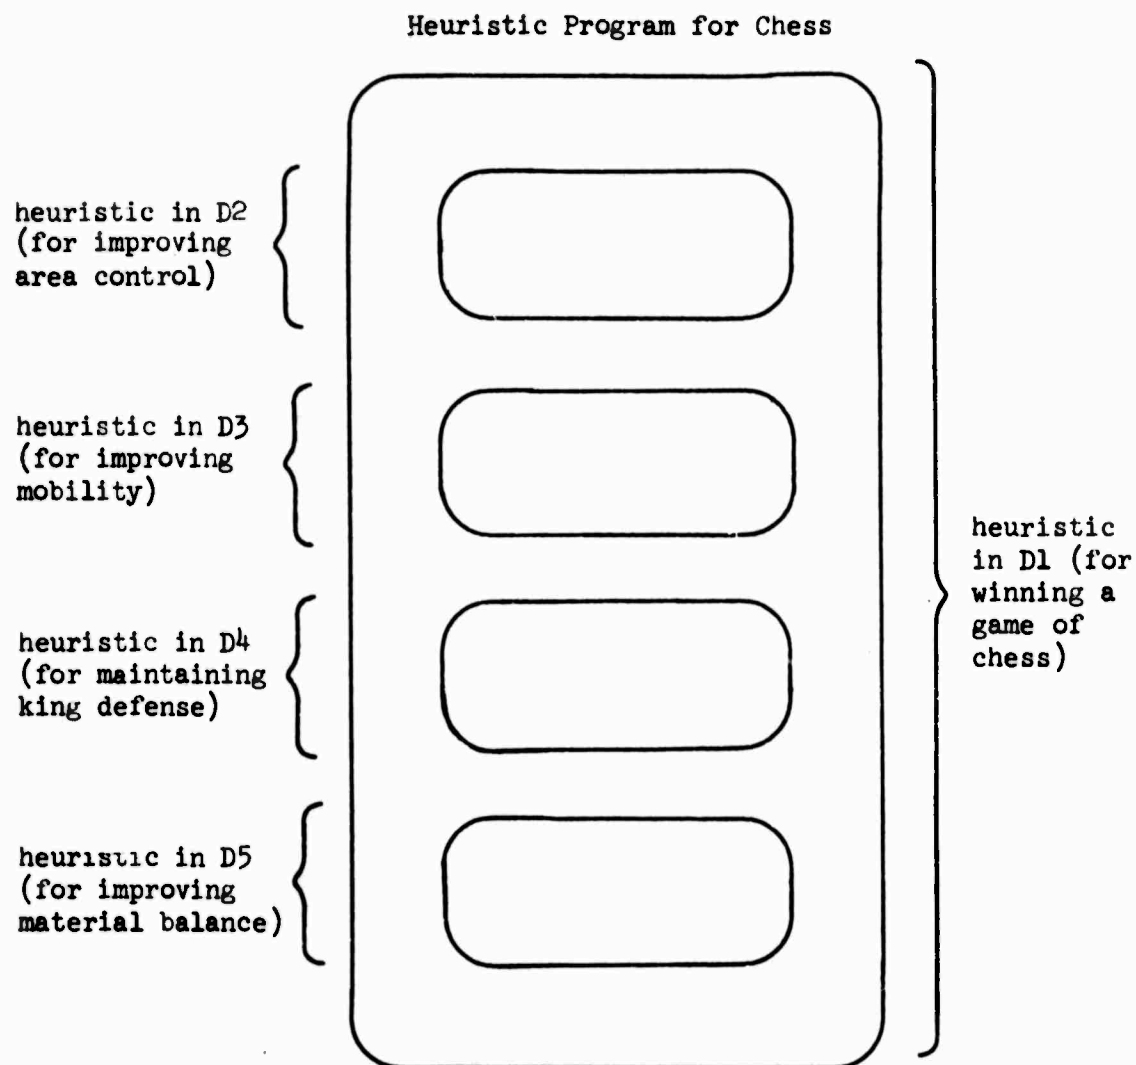 Heuristic Program for Chess
heuristic in D2
(for improving
area control)
heuristic in D3
(for improving
mobility)
heuristic in D4
(for maintaining
king defense)
heuristic in D5
(for improving
material balance)
heuristic
in D1 (for
winning a
game of
chess)